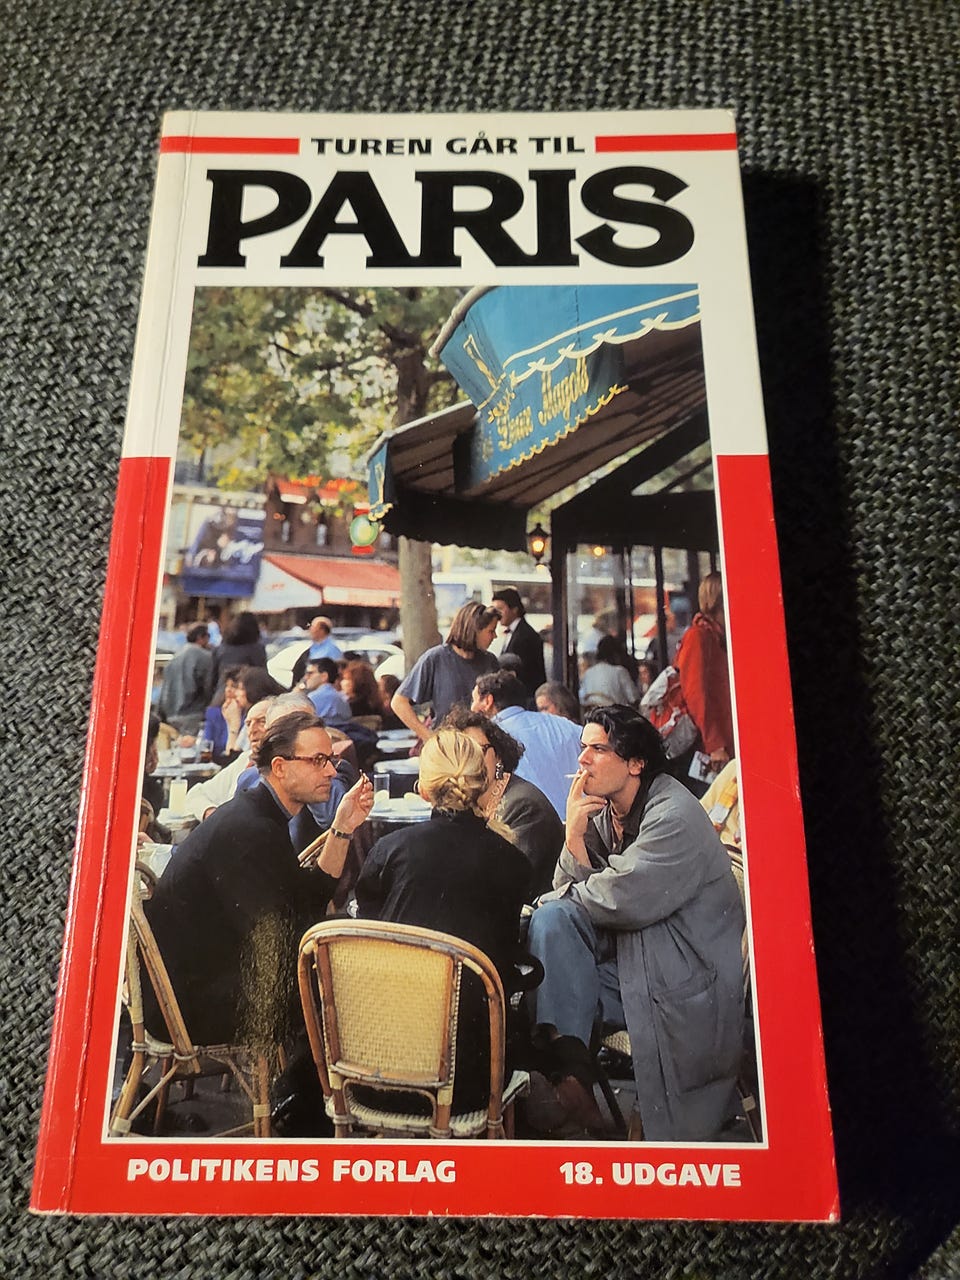 TUREN GÅR TIL
PARIS
POLITIKENS FORLAG 18. UDGAVE